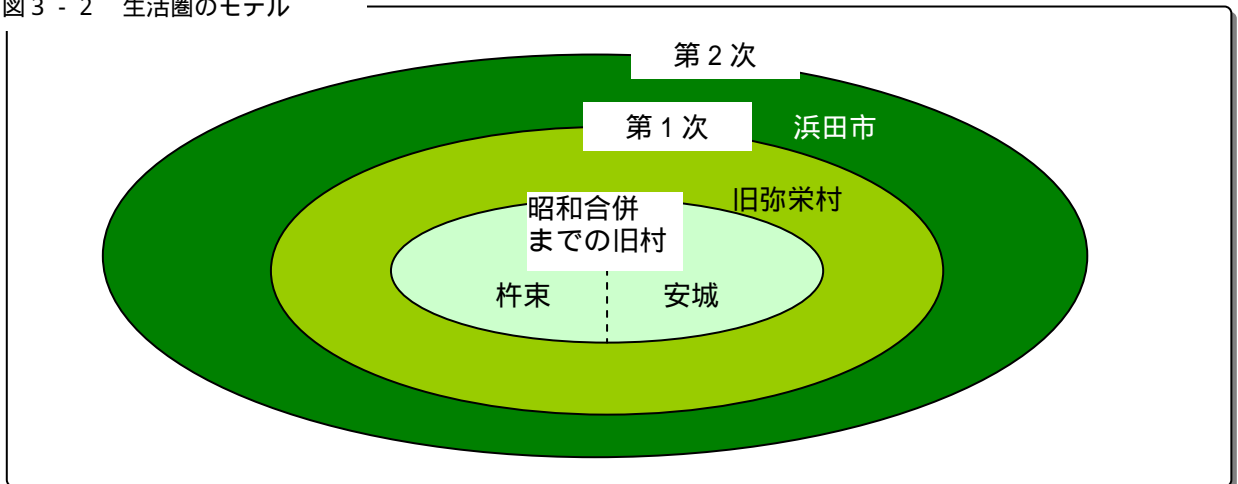 図3-2 生活圏のモデル
第2次
第1次
浜田市
旧弥栄村
昭和合併
までの旧村
杵束
安城